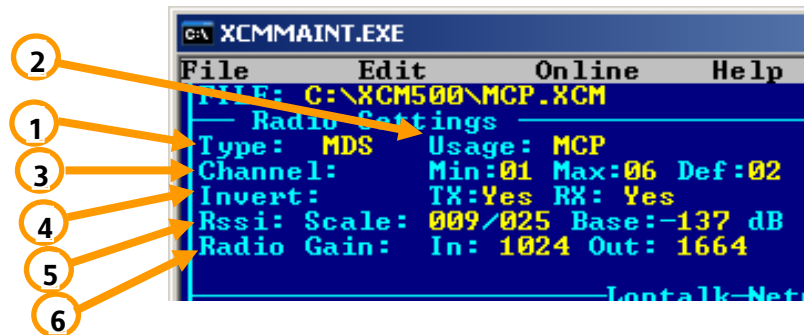 C:\ XCMMAINT.EXE
File Edit Online Help
FILE: C:\XCM500\MCP.XCM
Radio Settings
Type: MDS Usage: MCP
Channel: Min:01 Max:06 Def:02
Invert: TX:Yes RX: Yes
Rssi: Scale: 009/025 Base:-137 dB
Radio Gain: In: 1024 Out: 1664
Lontalk-Net
2
1
3
4
5
6